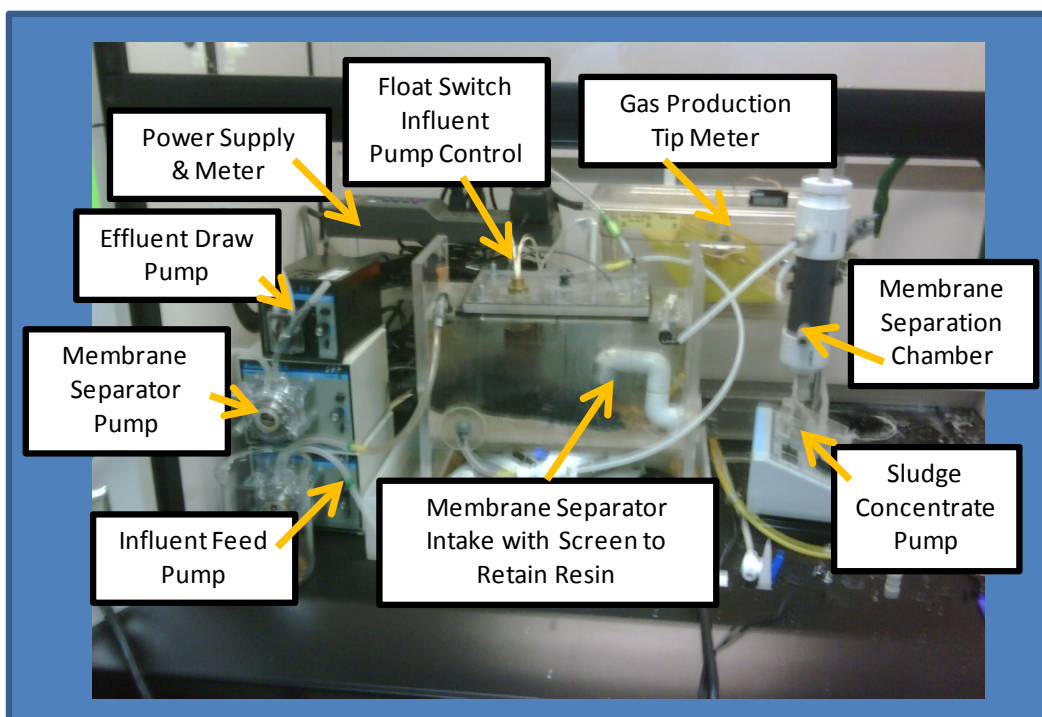 Float Switch
Influent
Pump Control
Gas Production
Tip Meter
Power Supply
& Meter
Effluent Draw
Pump
Membrane
Separation
Chamber
Membrane
Separator
Pump
Sludge
Concentrate
Pump
Membrane Separator
Intake with Screen to
Retain Resin
Influent Feed
Pump